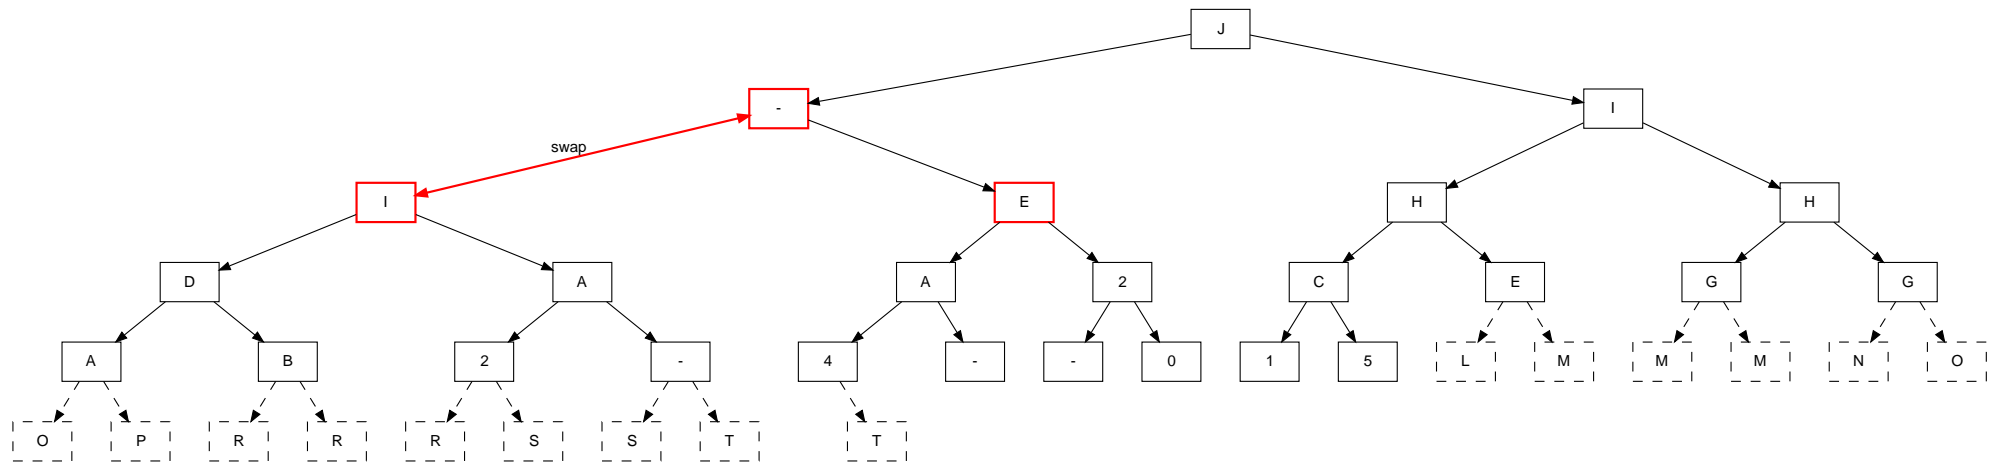 J
- I
swap
I E H H
D A A 2 C E G G
A B 2 - 4 - - 0 1 5 L M M M N O
O P R R R S S T T